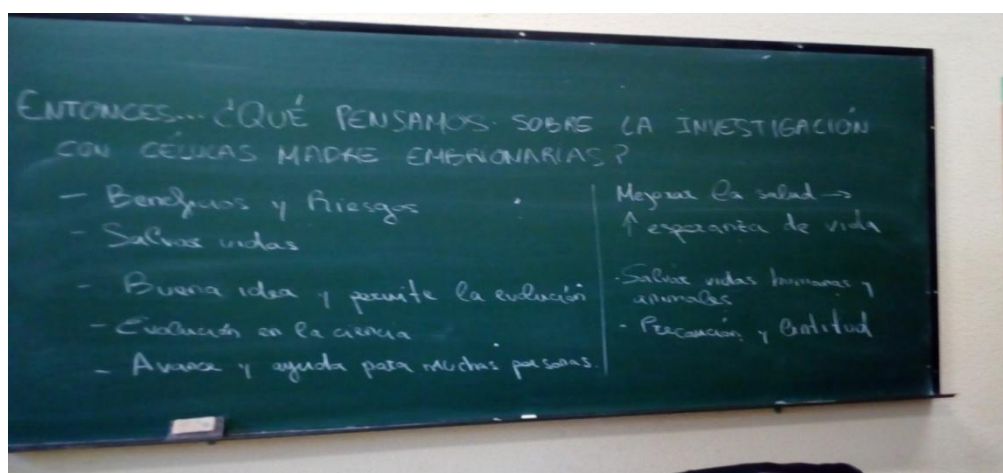 ENTONCES... ¿QUÉ PENSAMOS SOBRE LA INVESTIGACIÓN
CON CÉLULAS MADRE EMBRIONARIAS?
- Beneficios y Riesgos
- Salvar vidas
- Buena idea y permite la evolución
- Evolución en la ciencia
- Avance y ayuda para muchas personas.
Mejorar la salud →
↑ esperanza de vida
- Salvar vidas humanas y
animales
- Precaución y lentitud